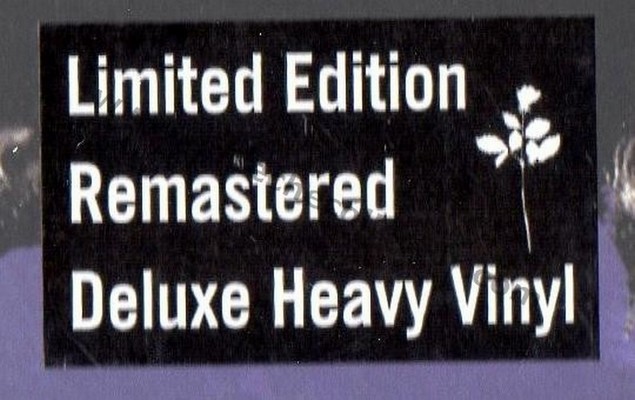 Limited Edition
Remastered
Deluxe Heavy Vinyl